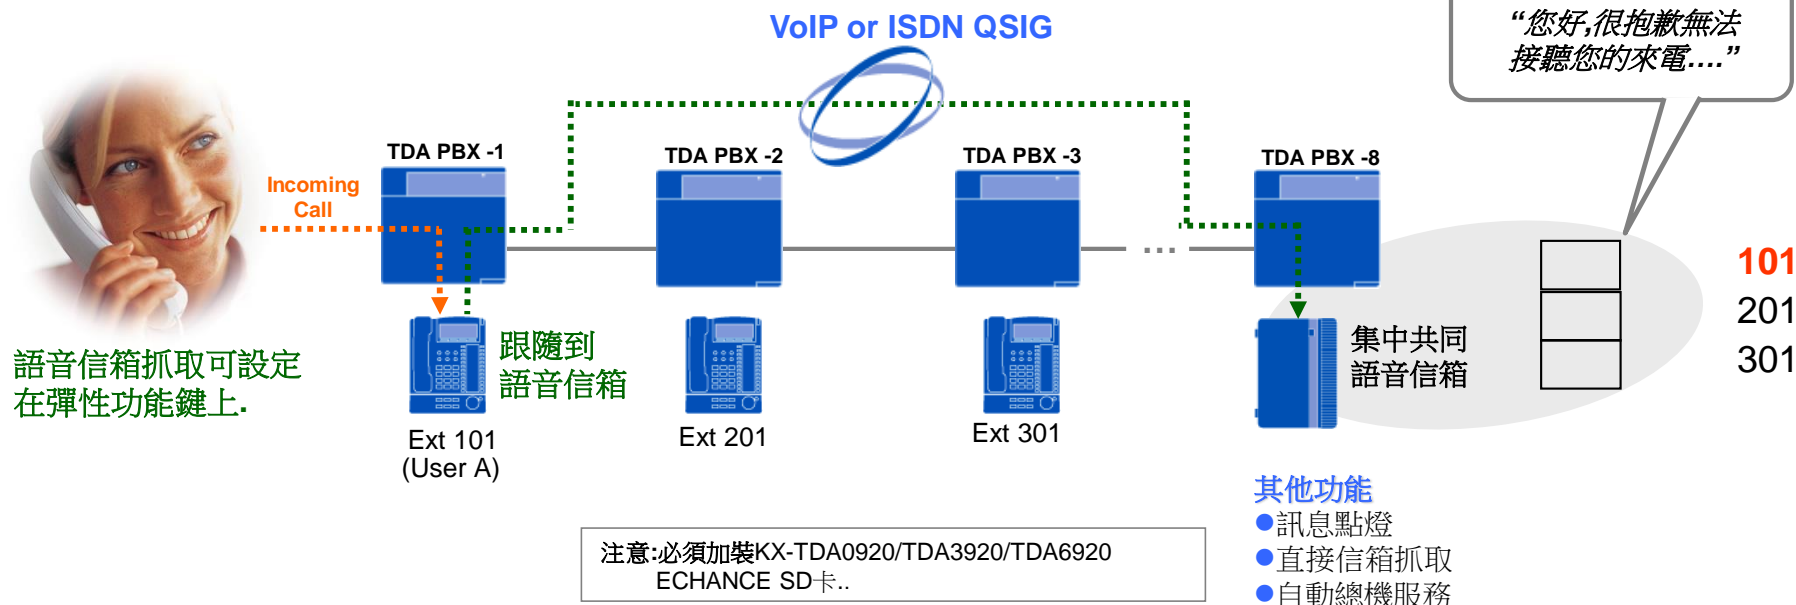 VoIP or ISDN QSIG
“您好,很抱歉無法
接聽您的來電....”
TDA PBX -1
TDA PBX -2
TDA PBX -3
TDA PBX -8
Incoming
Call
...
101
201
301
語音信箱抓取可設定
在彈性功能鍵上.
跟隨到
語音信箱
集中共同
語音信箱
Ext 101
(User A)
Ext 201
Ext 301
其他功能
●訊息點燈
●直接信箱抓取
●自動總機服務
注意:必須加裝KX-TDA0920/TDA3920/TDA6920
ECHANCE SD卡..